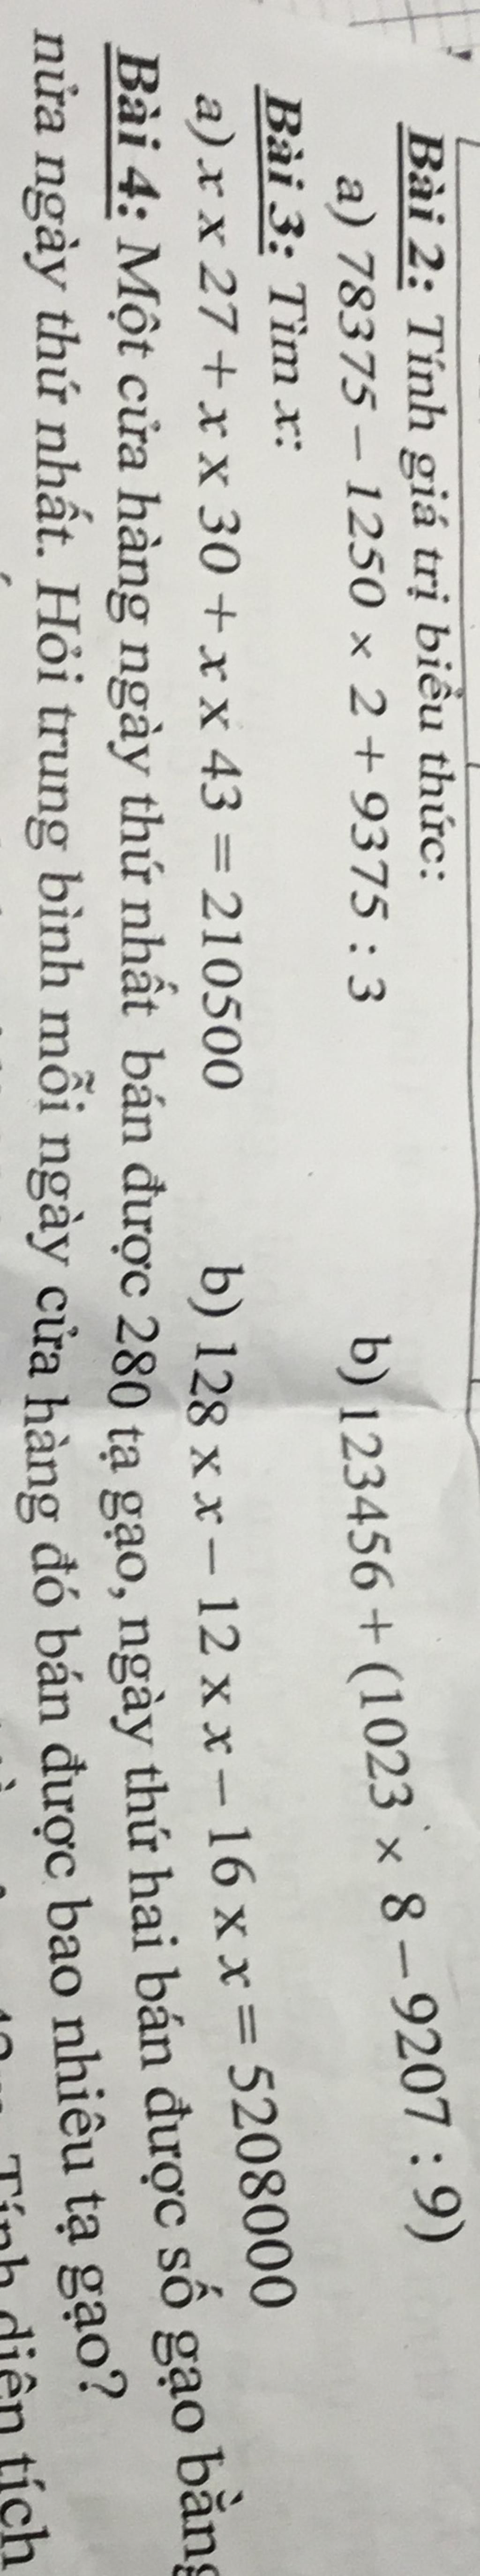 Bài 2: Tính giá trị biểu thức:
a) 78375 – 1250 × 2 + 9375 : 3 b) 123456 + (1023 × 8 – 9207 : 9)
Bài 3: Tìm x:
a) x x 27 + x x 30 + x x 43 = 210500 b) 128 x x – 12 x x – 16 x x = 5208000
Bài 4: Một cửa hàng ngày thứ nhất bán được 280 tạ gạo, ngày thứ hai bán được số gạo bằng
nửa ngày thứ nhất. Hỏi trung bình mỗi ngày cửa hàng đó bán được bao nhiêu tạ gạo?
Tính diện tích